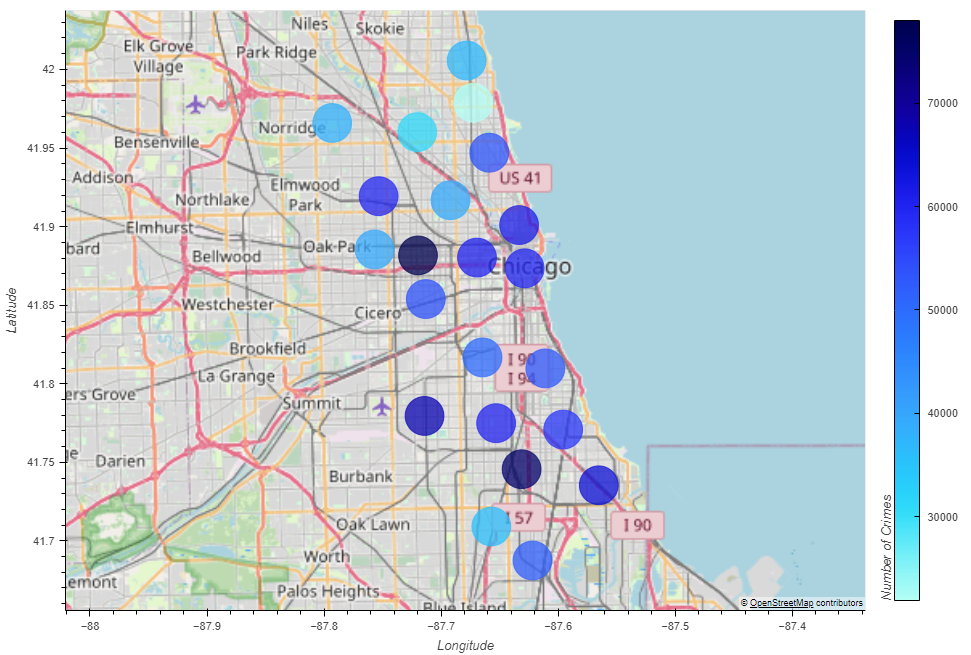 Niles
Skokie
Elk Grove
Village
Park Ridge
42
70000
Norridge
Bensenville
41.95
Addison
US 41
Elmwood
Park
Northlake
60000
41.9
Elmhurst
bard
Oak Park
Bellwood
Chicago
Latitude
41.85
Westchester
Cicero
50000
Brookfield
I 90
I 94
La Grange
41.8
ers Grove
Summit
40000
ge
Darien
41.75
Burbank
Number of Crimes
I 57
I 90
30000
Oak Lawn
41.7
Worth
emont
Palos Heights
Blue Island
© OpenStreetMap contributors
−88
−87.9
−87.8
−87.7
−87.6
−87.5
−87.4
Longitude